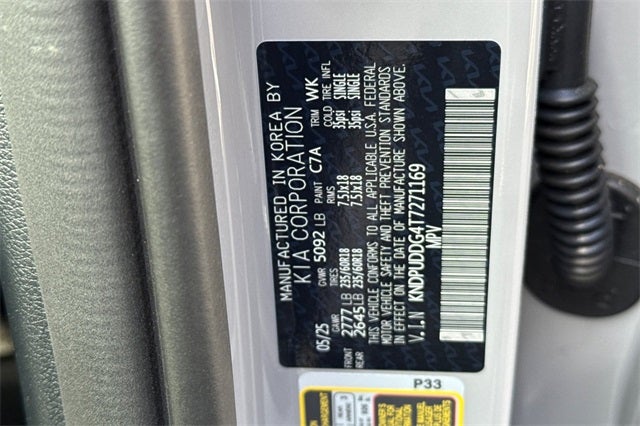 MANUFACTURED IN KOREA BY
KIA CORPORATION
05/25 GVWR 5092 LB PAINT C7A TRIM WK
GAWR TIRES RIMS COLD TIRE INFL
FRONT 2777 LB 235/60R18 7.5Jx18 35psi SINGLE
REAR 2645 LB 235/60R18 7.5Jx18 35psi SINGLE
THIS VEHICLE CONFORMS TO ALL APPLICABLE U.S.A. FEDERAL
MOTOR VEHICLE SAFETY AND THEFT PREVENTION STANDARDS
IN EFFECT ON THE DATE OF MANUFACTURE SHOWN ABOVE.
V.I.N KNDPUDDG4T7271169
MPV
P33